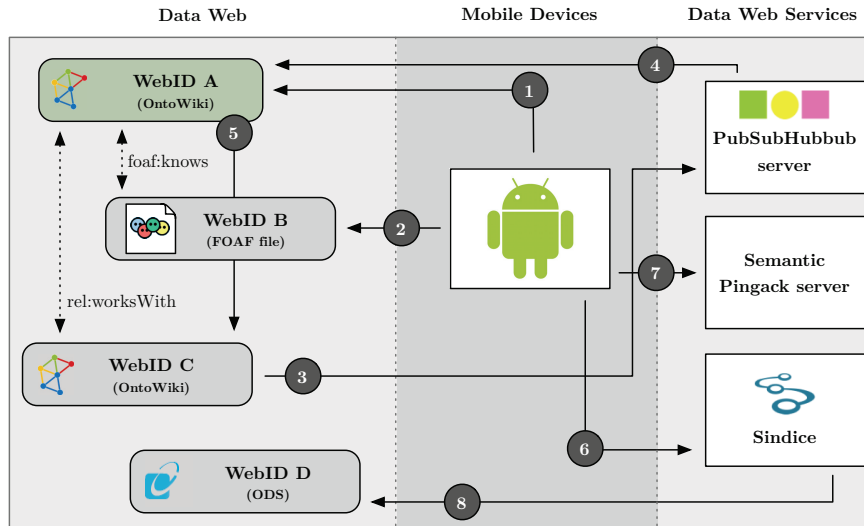 Data Web
Mobile Devices
Data Web Services
WebID A
(OntoWiki)
4
1
5
PubSubHubbub
server
foaf:knows
WebID B
(FOAF file)
2
Semantic
Pingack server
7
rel:worksWith
WebID C
(OntoWiki)
3
Sindice
6
WebID D
(ODS)
8